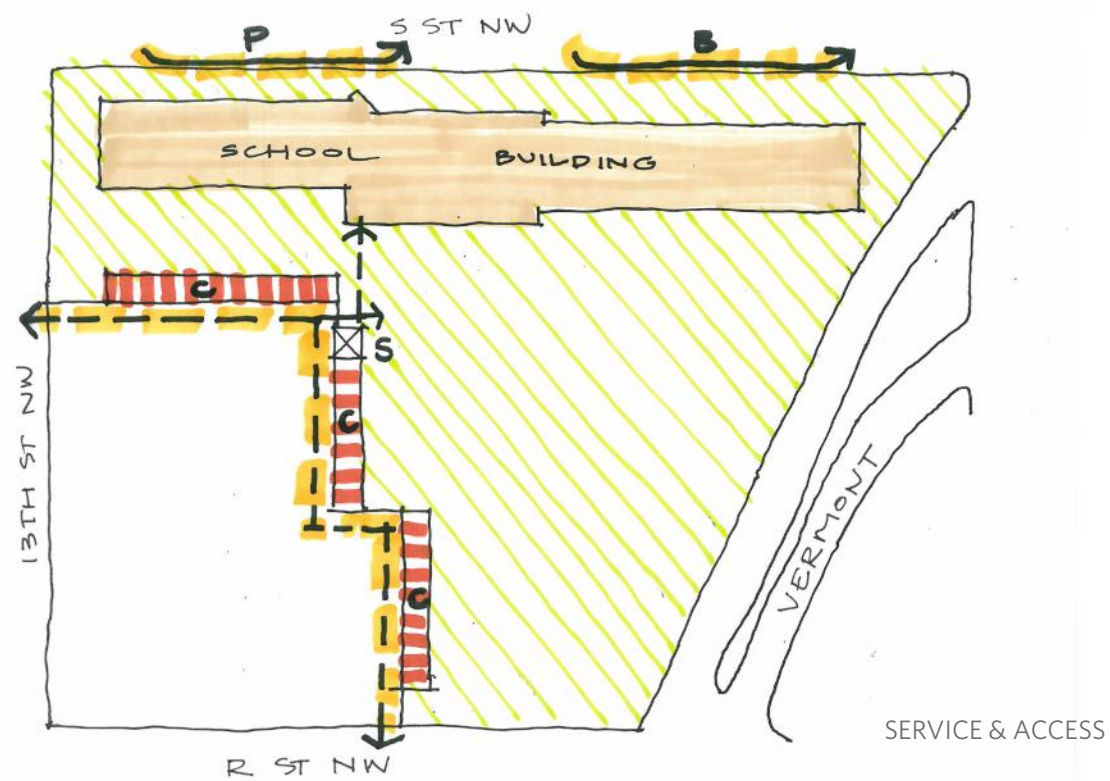 S ST NW
P
B
SCHOOL BUILDING
C
S
C
13TH ST NW
C
VERMONT
SERVICE & ACCESS
R ST NW